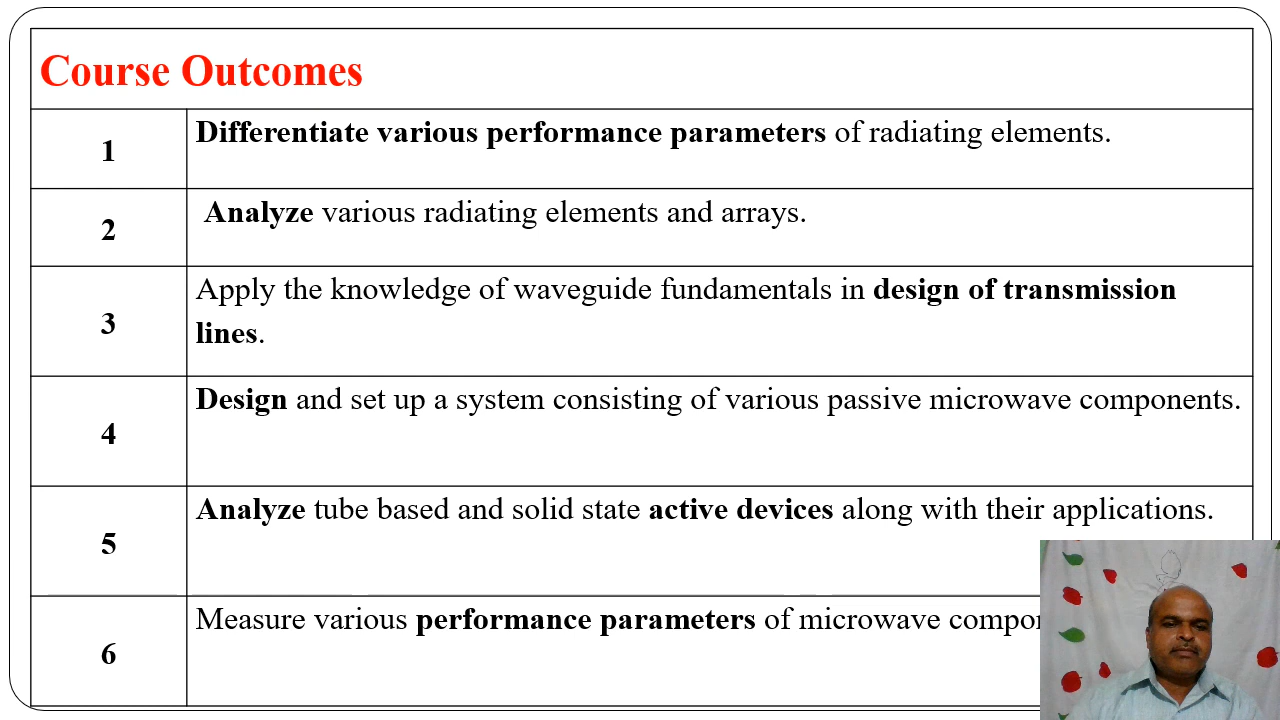 Course Outcomes
1
Differentiate various performance parameters of radiating elements.
2
Analyze various radiating elements and arrays.
3
Apply the knowledge of waveguide fundamentals in design of transmission
lines.
4
Design and set up a system consisting of various passive microwave components.
5
Analyze tube based and solid state active devices along with their applications.
6
Measure various performance parameters of microwave